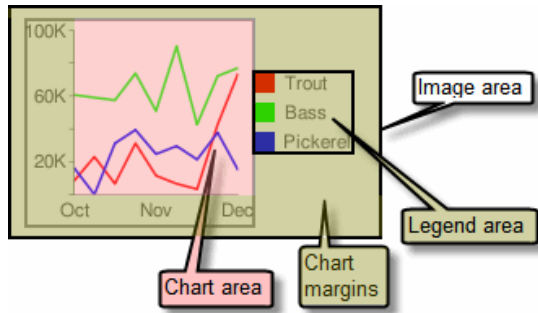 100K
60K
20K
Oct
Nov
Dec
Trout
Bass
Pickerel
Image area
Legend area
Chart
margins
Chart area